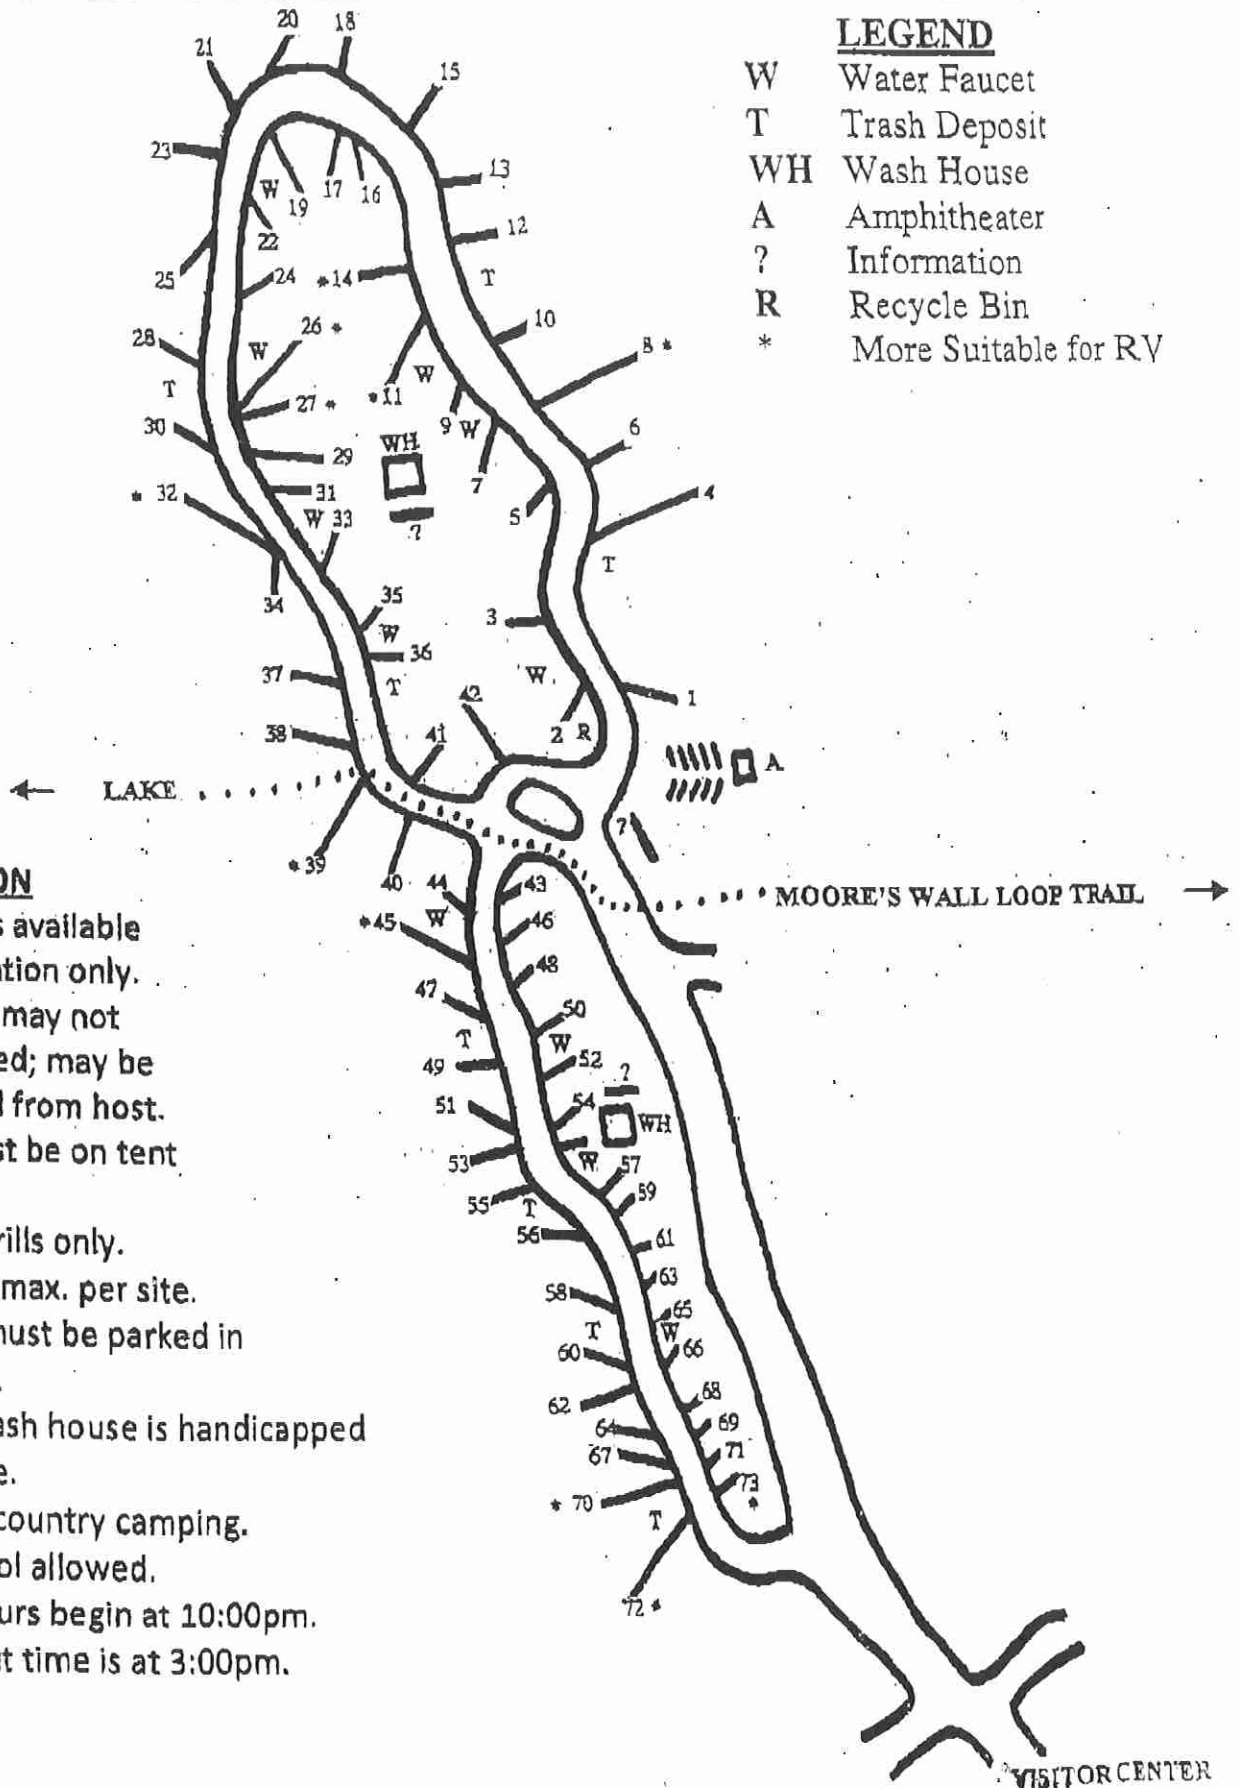 LEGEND
W Water Faucet
T Trash Deposit
WH Wash House
A Amphitheater
? Information
R Recycle Bin
* More Suitable for RV
20 18
21
15
23
13
W
19
17
16
22
12
25
24
*14
T
28
26 *
10
W
8 *
T
W
*11
27 *
30
9
W
6
WH
29
7
* 32
31
4
W 33
?
5
T
34
35
3
W
36
37
T
W
42
1
38
41
2 R
A
← LAKE
?
*39
40
44
43
MOORE'S WALL LOOP TRAIL →
*45
W
46
48
47
50
T
W
49
52
?
51
54
WH
53
W
57
55
T
59
56
61
58
63
65
T
W
60
66
62
68
64
69
67
71
* 70
73
*
T
72 *
VISITOR CENTER
ON
s available
tion only.
may not
ed; may be
from host.
st be on tent
rills only.
max. per site.
nust be parked in
ash house is handicapped
e.
country camping.
ol allowed.
urs begin at 10:00pm.
t time is at 3:00pm.